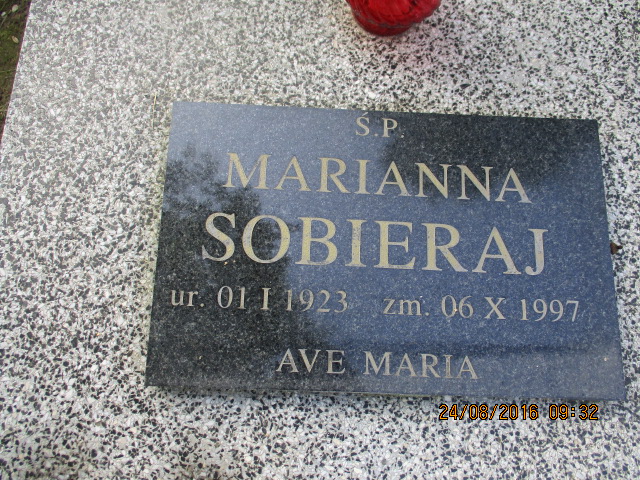 Ś.P.
MARIANNA
SOBIERAJ
ur. 01 I 1923 zm. 06 X 1997
AVE MARIA
24/08/2016 09:32